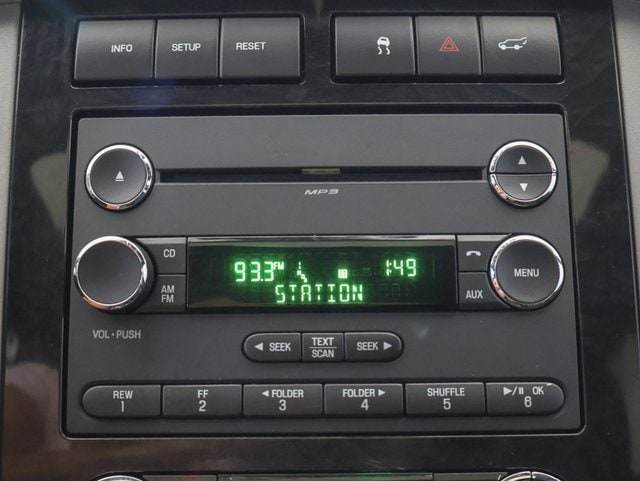 INFO SETUP RESET
MP3
CD
93.3 FM 1:49
STATION
MENU
AM
FM
AUX
VOL • PUSH
◄ SEEK TEXT SCAN SEEK ►
REW FF ◄ FOLDER FOLDER ► SHUFFLE ►/II OK
1 2 3 4 5 6